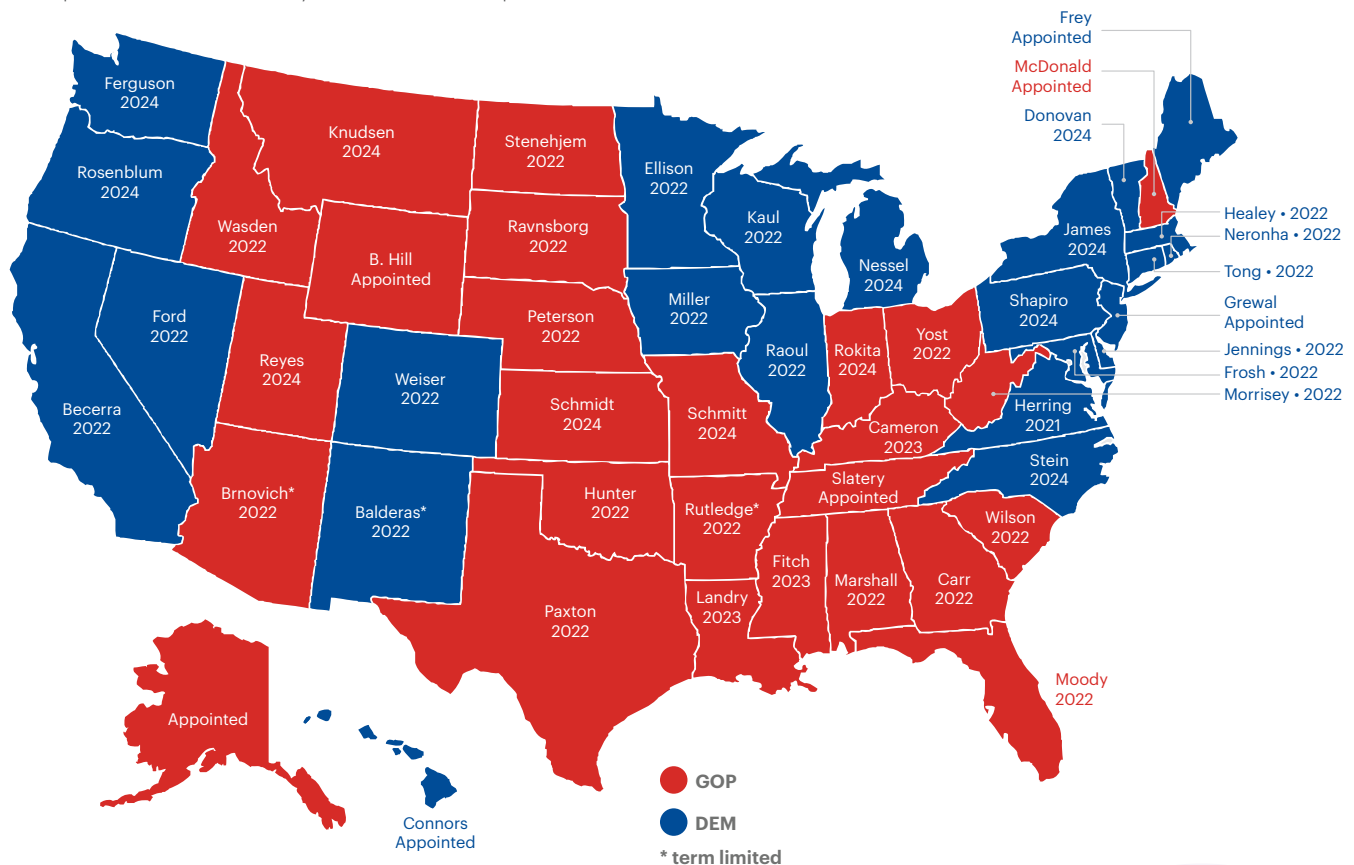 Frey
Appointed
McDonald
Appointed
Donovan
2024
Ferguson
2024
Knudsen
2024
Stenehjem
2022
Ellison
2022
Rosenblum
2024
Wasden
2022
B. Hill
Appointed
Ravnsborg
2022
Kaul
2022
Nessel
2024
James
2024
Healey • 2022
Neronha • 2022
Tong • 2022
Grewal
Appointed
Jennings • 2022
Frosh • 2022
Morrisey • 2022
Ford
2022
Reyes
2024
Peterson
2022
Miller
2022
Shapiro
2024
Becerra
2022
Weiser
2022
Schmidt
2024
Schmitt
2024
Raoul
2022
Rokita
2024
Yost
2022
Herring
2021
Cameron
2023
Stein
2024
Brnovich*
2022
Balderas*
2022
Hunter
2022
Rutledge*
2022
Slatery
Appointed
Wilson
2022
Paxton
2022
Landry
2023
Fitch
2023
Marshall
2022
Carr
2022
Moody
2022
Appointed
Connors
Appointed
GOP
DEM
* term limited